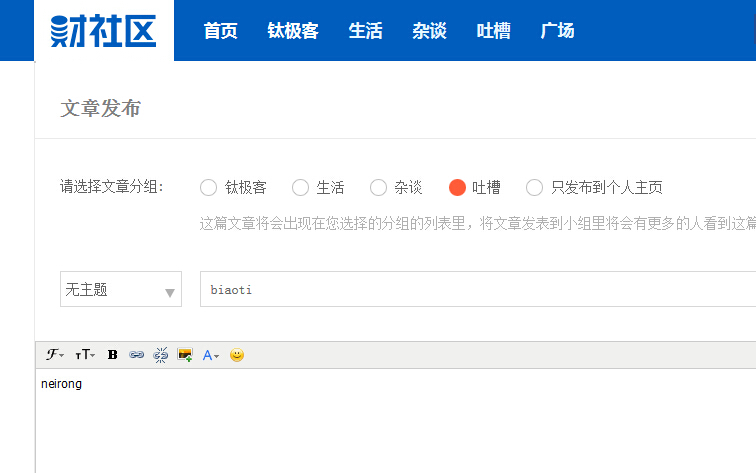 财社区 首页 钛极客 生活 杂谈 吐槽 广场
文章发布
请选择文章分组: 钛极客 生活 杂谈 吐槽 只发布到个人主页
这篇文章将会出现在您选择的分组的列表里，将文章发表到小组里将会有更多的人看到这篇
无主题 biaoti
F TT B A
neirong